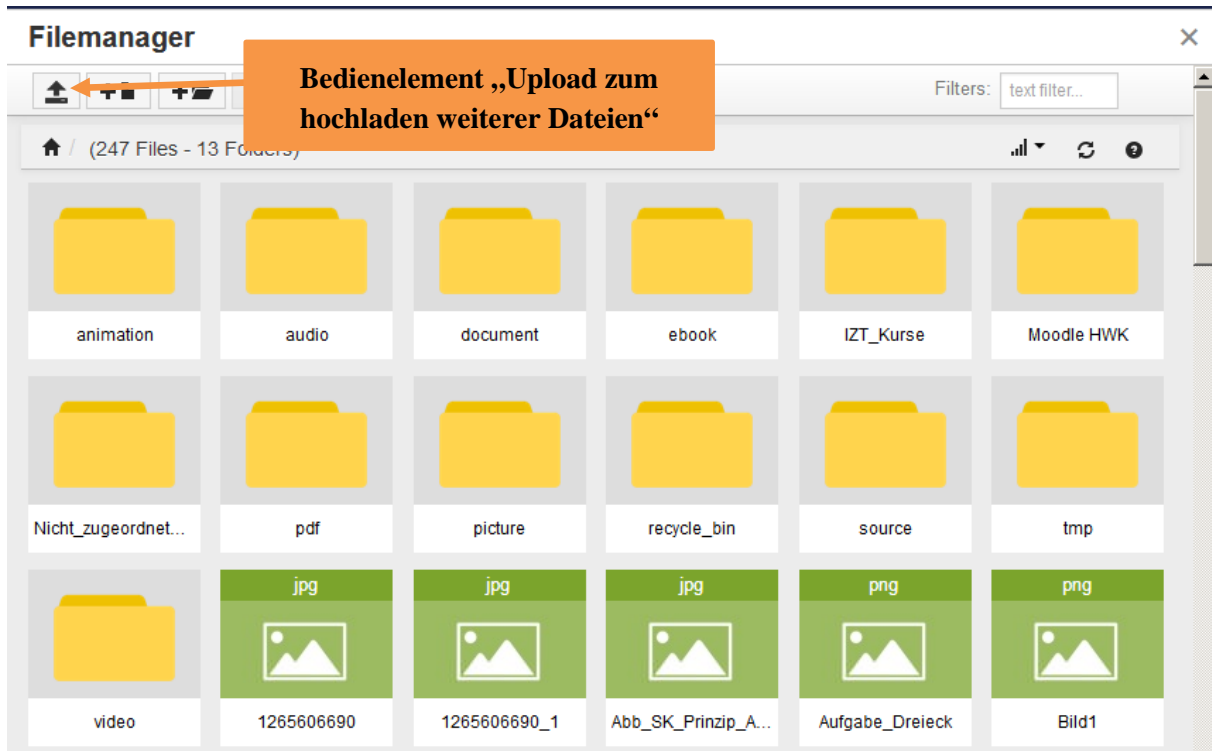 Filemanager
Bedienelement „Upload zum
hochladen weiterer Dateien“
Filters: text filter...
(247 Files - 13 Folders)
animation audio document ebook IZT_Kurse Moodle HWK
Nicht_zugeordnet... pdf picture recycle_bin source tmp
jpg jpg jpg png png
video 1265606690 1265606690_1 Abb_SK_Prinzip_A... Aufgabe_Dreieck Bild1